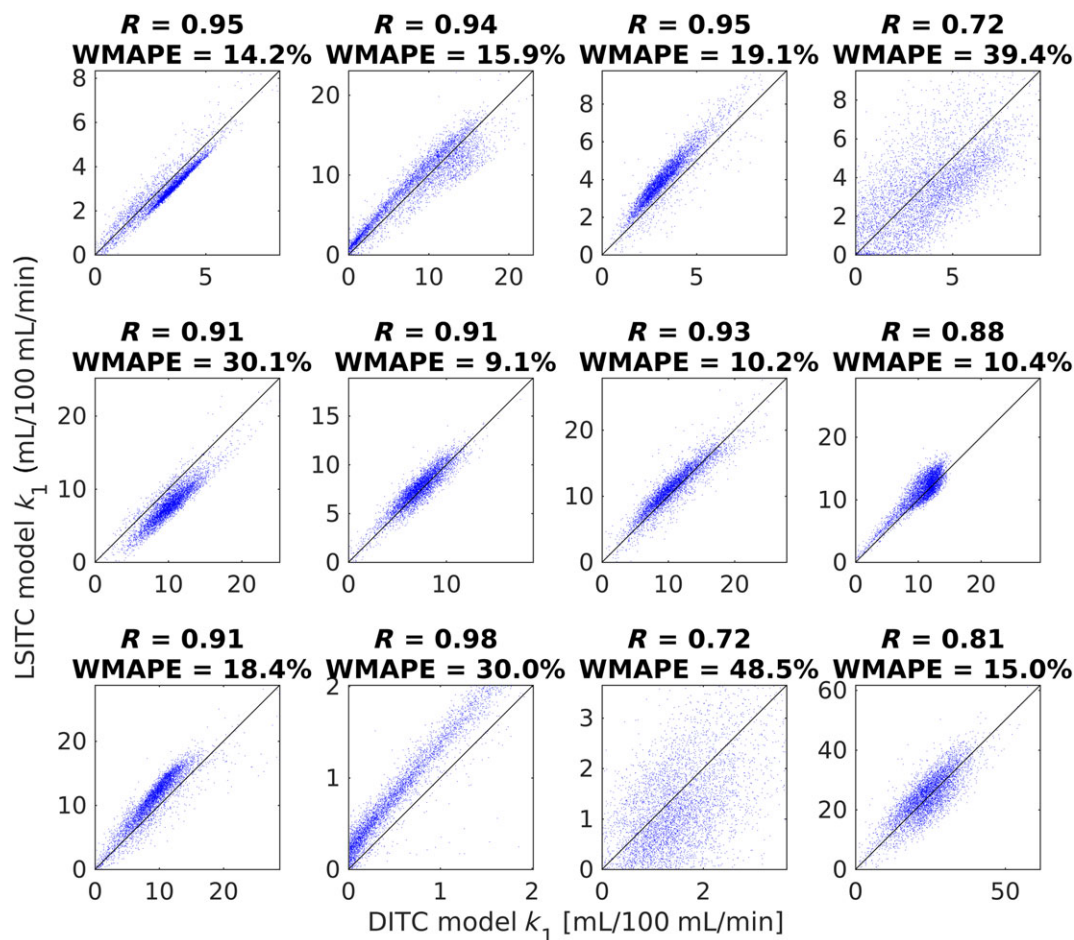 R = 0.95
WMAPE = 14.2%
R = 0.94
WMAPE = 15.9%
R = 0.95
WMAPE = 19.1%
R = 0.72
WMAPE = 39.4%
8
6
4
2
0
0
5
20
10
0
0
10
20
8
6
4
2
0
0
5
8
6
4
2
0
0
5
R = 0.91
WMAPE = 30.1%
R = 0.91
WMAPE = 9.1%
R = 0.93
WMAPE = 10.2%
R = 0.88
WMAPE = 10.4%
20
10
0
0
10
20
15
10
5
0
0
10
20
10
0
0
10
20
20
10
0
0
10
20
R = 0.91
WMAPE = 18.4%
R = 0.98
WMAPE = 30.0%
R = 0.72
WMAPE = 48.5%
R = 0.81
WMAPE = 15.0%
20
10
0
0
10
20
2
1
0
0
1
2
3
2
1
0
0
2
60
40
20
0
0
50
LSITC model k1 (mL/100 mL/min)
DITC model k1 [mL/100 mL/min]